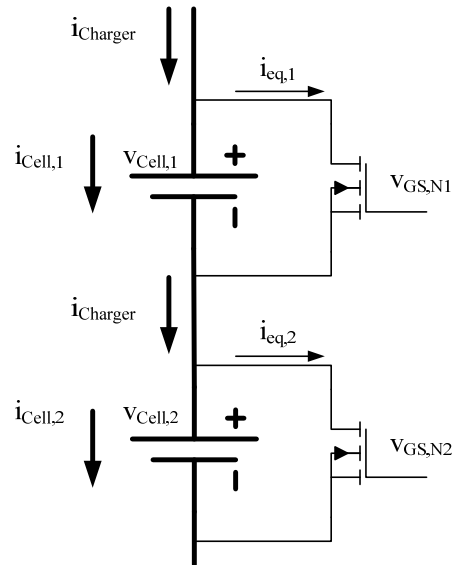 iCharger
ieq,1
iCell,1
vCell,1
+
vGS,N1
iCharger
ieq,2
iCell,2
vCell,2
+
vGS,N2